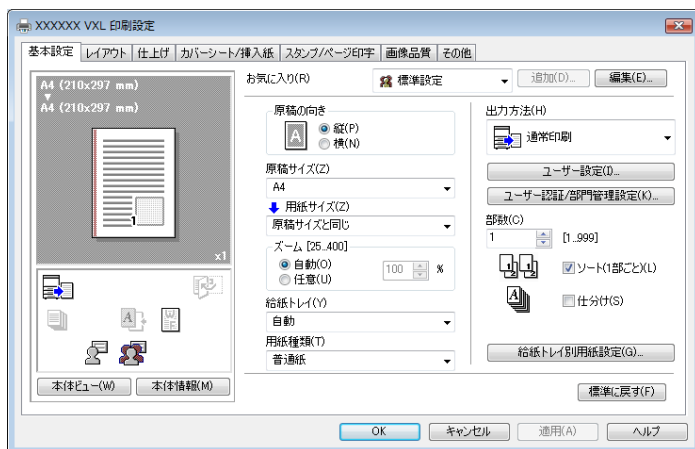 XXXXXX VXL 印刷設定
基本設定 レイアウト 仕上げ カバーシート/挿入紙 スタンプ/ページ印字 画像品質 その他
A4 (210x297 mm)
A4 (210x297 mm)
1
x1
本体ビュー(W) 本体情報(M)
お気に入り(R) 標準設定 追加(D)... 編集(E)...
原稿の向き
A
縦(P)
横(N)
原稿サイズ(Z)
A4
用紙サイズ(Z)
原稿サイズと同じ
ズーム [25..400]
自動(O)
任意(U)
100 %
給紙トレイ(Y)
自動
用紙種類(T)
普通紙
出力方法(H)
通常印刷
ユーザー設定(I)...
ユーザー認証/部門管理設定(K)...
部数(C)
1 [1..999]
1 2 1 2 ソート(1部ごと)(L)
A 仕分け(S)
給紙トレイ別用紙設定(G)...
標準に戻す(F)
OK キャンセル 適用(A) ヘルプ